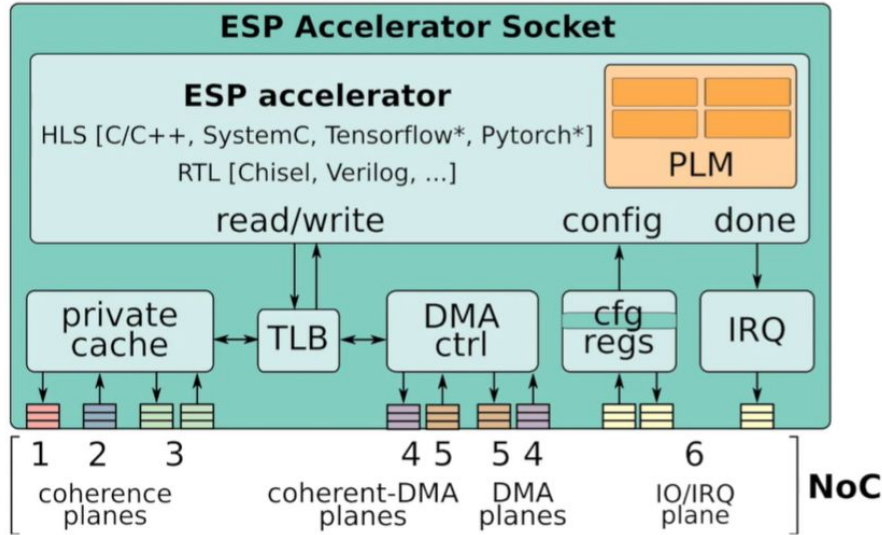 ESP Accelerator Socket
ESP accelerator
HLS [C/C++, SystemC, Tensorflow*, Pytorch*]
RTL [Chisel, Verilog, ...]
PLM
read/write
config
done
private
cache
TLB
DMA
ctrl
cfg
regs
IRQ
1 2 3 4 5 5 4 6
coherence
planes
coherent-DMA
planes
DMA
planes
IO/IRQ
plane
NoC